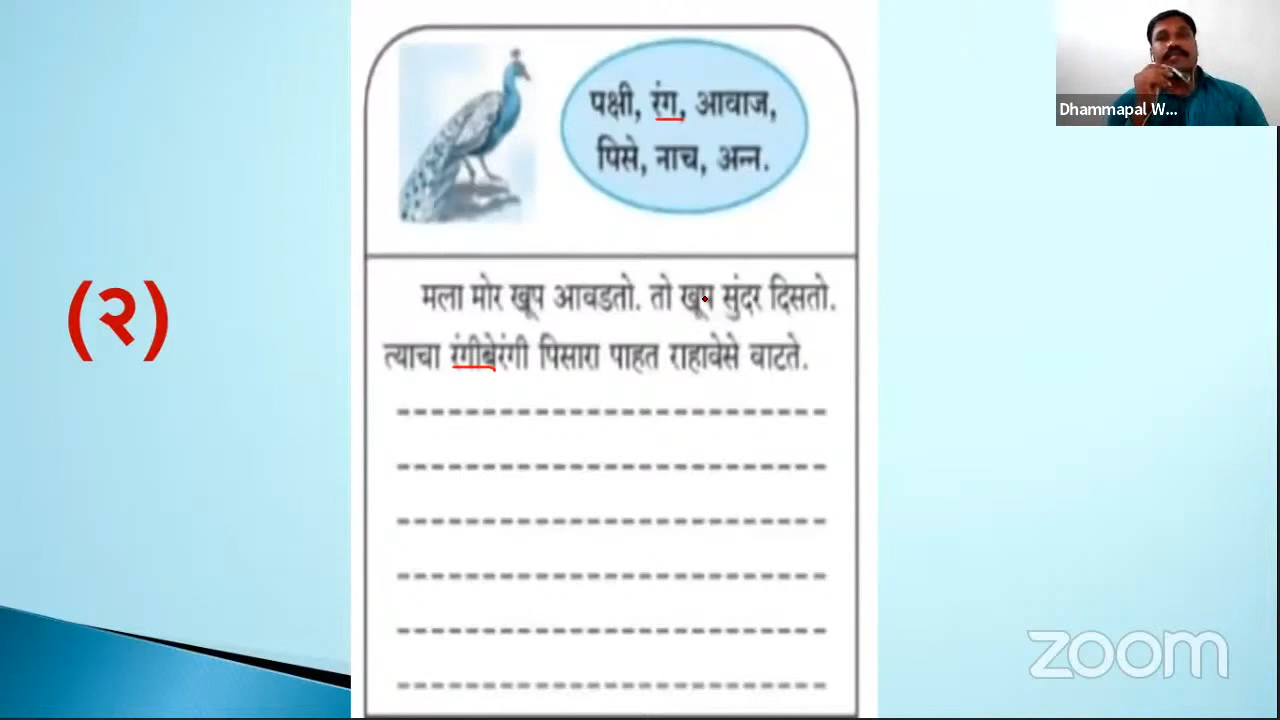 पक्षी, रंग, आवाज,
पिसे, नाच, अन्न.
(२)
मला मोर खूप आवडतो. तो खूप सुंदर दिसतो.
त्याचा रंगीबेरंगी पिसारा पाहत राहावेसे वाटते.
Dhammapal W...
zoom